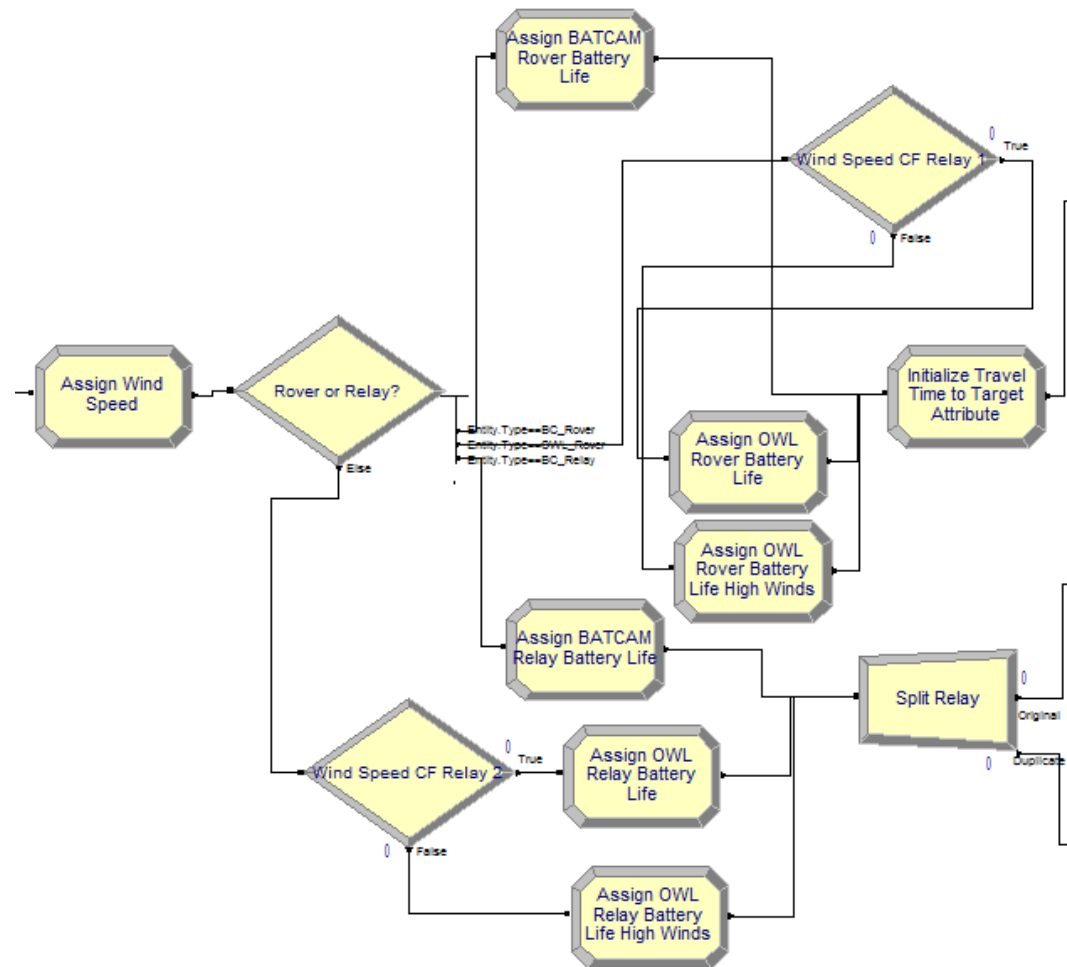 Assign BATCAM
Rover Battery
Life
Wind Speed CF Relay 1
0
True
0
False
Assign Wind
Speed
Rover or Relay?
Entity.Type==BC_Rover
Entity.Type==OWL_Rover
Entity.Type==BC_Relay
Else
Initialize Travel
Time to Target
Attribute
Assign OWL
Rover Battery
Life
Assign OWL
Rover Battery
Life High Winds
Assign BATCAM
Relay Battery Life
Split Relay
0
Original
0
Duplicate
Wind Speed CF Relay 2
0
True
0
False
Assign OWL
Relay Battery
Life
Assign OWL
Relay Battery
Life High Winds